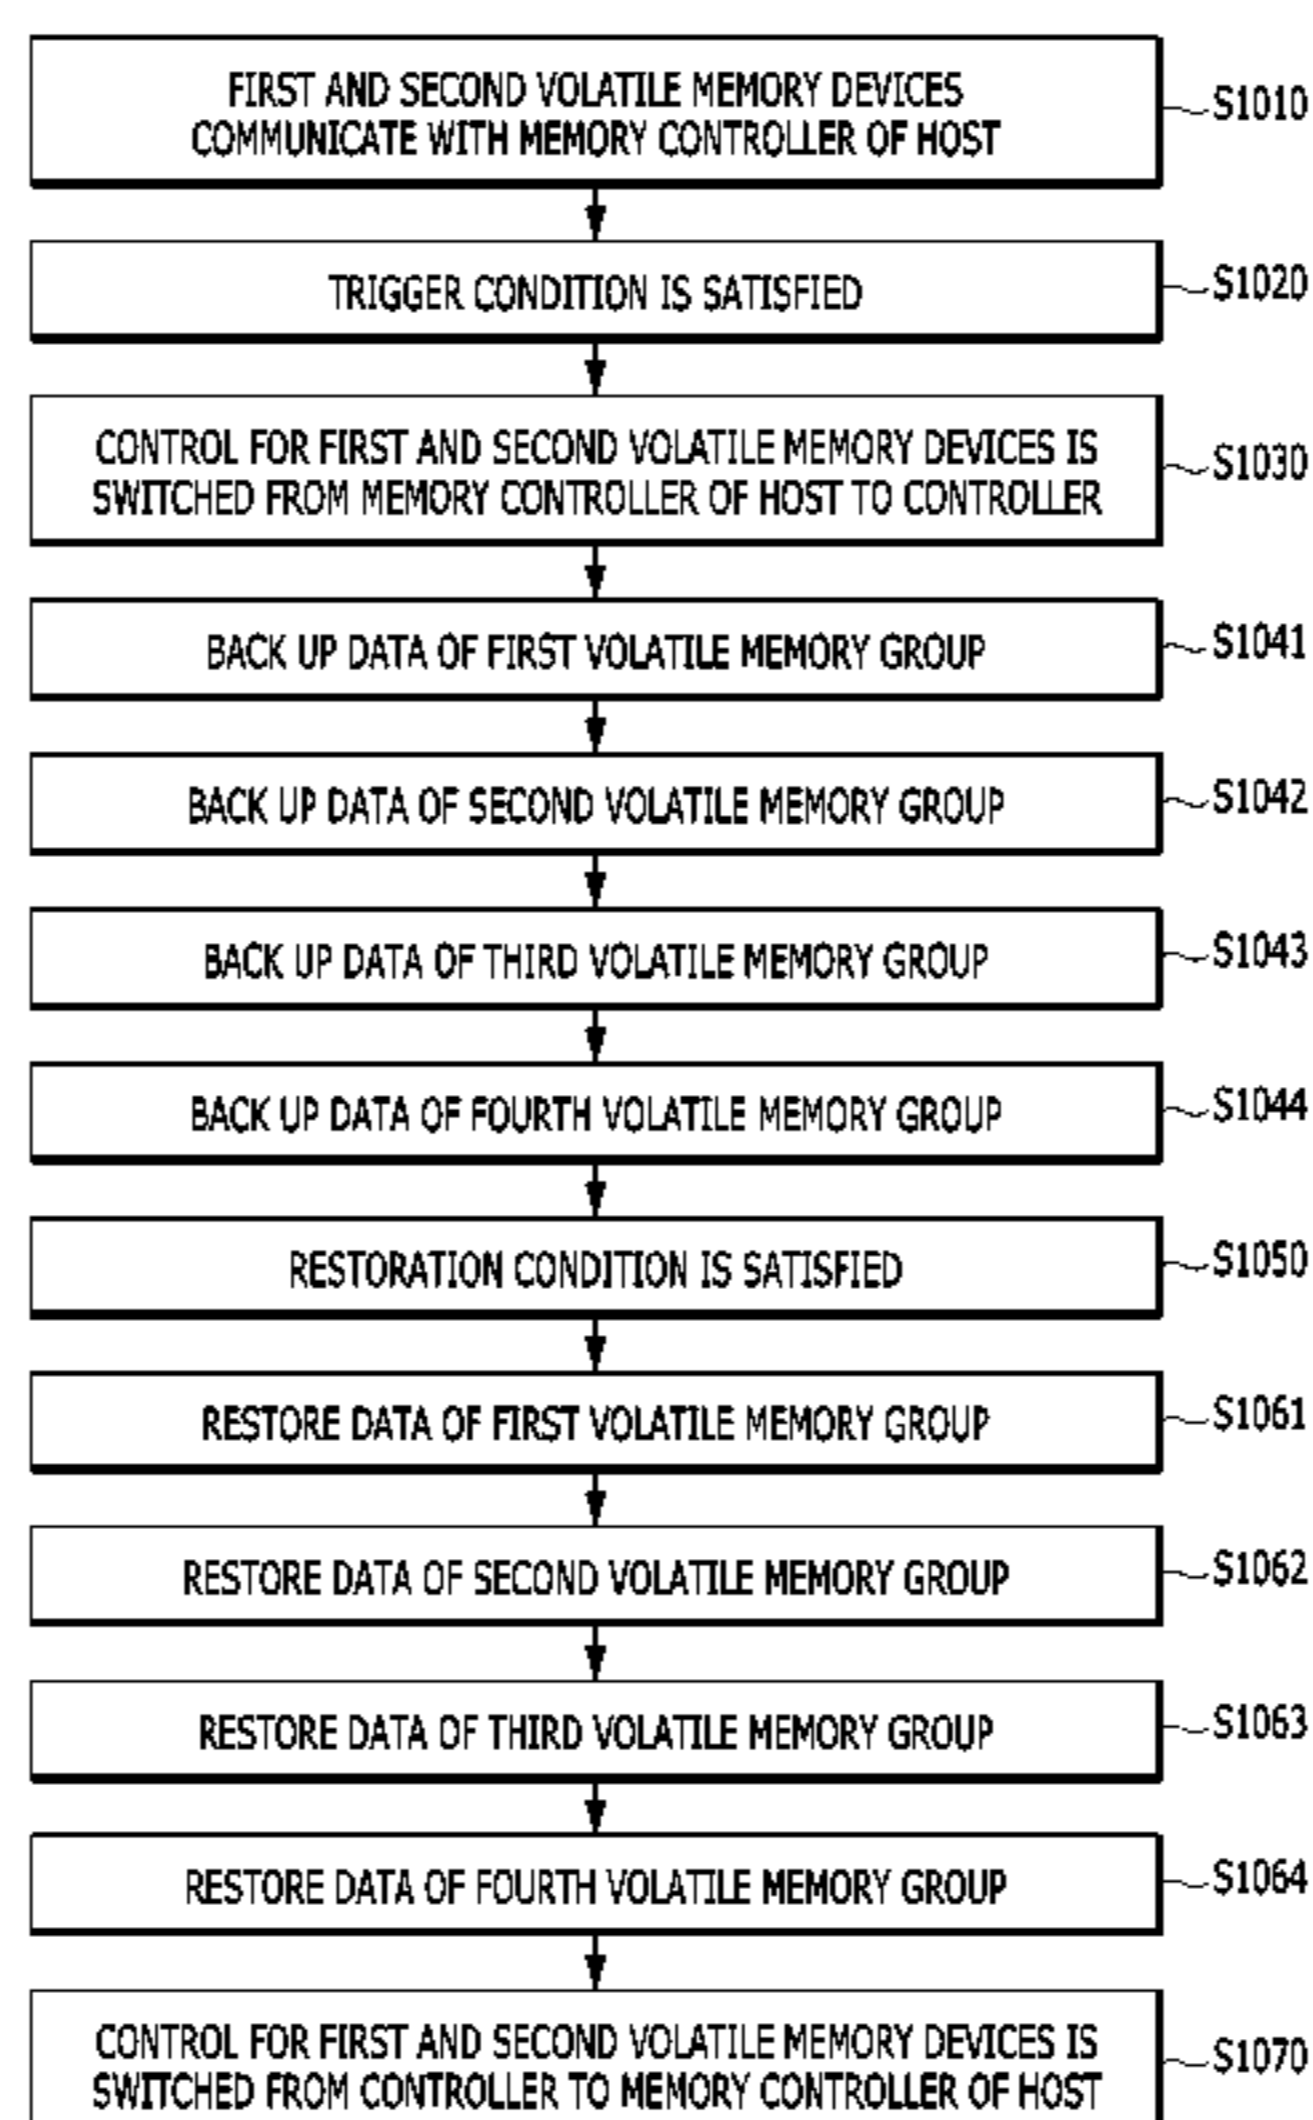 FIRST AND SECOND VOLATILE MEMORY DEVICES
COMMUNICATE WITH MEMORY CONTROLLER OF HOST
S1010
TRIGGER CONDITION IS SATISFIED
S1020
CONTROL FOR FIRST AND SECOND VOLATILE MEMORY DEVICES IS
SWITCHED FROM MEMORY CONTROLLER OF HOST TO CONTROLLER
S1030
BACK UP DATA OF FIRST VOLATILE MEMORY GROUP
S1041
BACK UP DATA OF SECOND VOLATILE MEMORY GROUP
S1042
BACK UP DATA OF THIRD VOLATILE MEMORY GROUP
S1043
BACK UP DATA OF FOURTH VOLATILE MEMORY GROUP
S1044
RESTORATION CONDITION IS SATISFIED
S1050
RESTORE DATA OF FIRST VOLATILE MEMORY GROUP
S1061
RESTORE DATA OF SECOND VOLATILE MEMORY GROUP
S1062
RESTORE DATA OF THIRD VOLATILE MEMORY GROUP
S1063
RESTORE DATA OF FOURTH VOLATILE MEMORY GROUP
S1064
CONTROL FOR FIRST AND SECOND VOLATILE MEMORY DEVICES IS
SWITCHED FROM CONTROLLER TO MEMORY CONTROLLER OF HOST
S1070